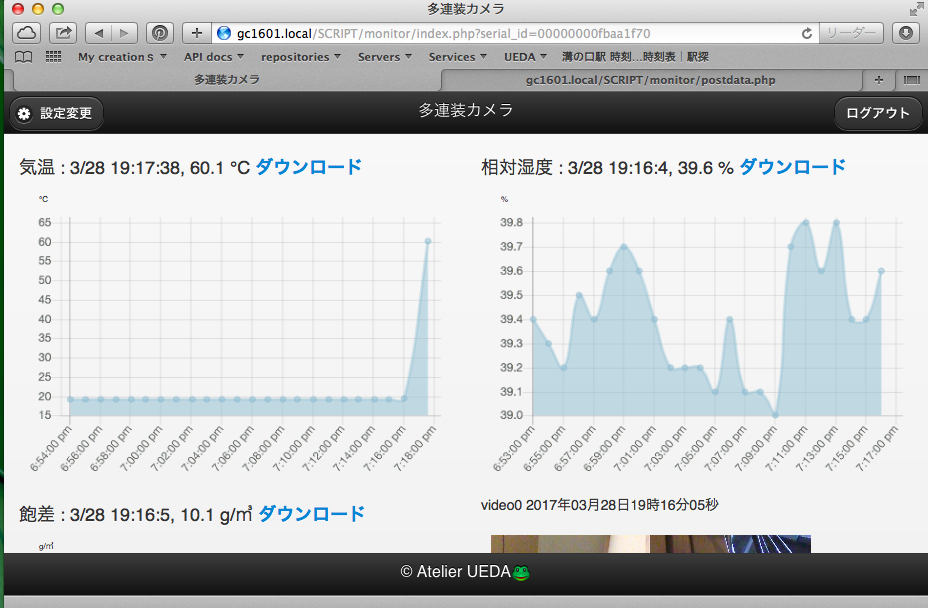 多連装カメラ
gc1601.local/SCRIPT/monitor/index.php?serial_id=00000000fbaa1f70
リーダー
My creation s ▼ API docs ▼ repositories ▼ Servers ▼ Services ▼ UEDA ▼ 溝の口駅 時刻...時刻表｜駅探
多連装カメラ
gc1601.local/SCRIPT/monitor/postdata.php
設定変更
多連装カメラ
ログアウト
気温 : 3/28 19:17:38, 60.1 °C ダウンロード
°C
65
60
55
50
45
40
35
30
25
20
15
6:54:00 pm
6:56:00 pm
6:58:00 pm
7:00:00 pm
7:02:00 pm
7:04:00 pm
7:06:00 pm
7:08:00 pm
7:10:00 pm
7:12:00 pm
7:14:00 pm
7:16:00 pm
7:18:00 pm
相対湿度 : 3/28 19:16:4, 39.6 % ダウンロード
%
39.8
39.7
39.6
39.5
39.4
39.3
39.2
39.1
39.0
6:53:00 pm
6:55:00 pm
6:57:00 pm
6:59:00 pm
7:01:00 pm
7:03:00 pm
7:05:00 pm
7:07:00 pm
7:09:00 pm
7:11:00 pm
7:13:00 pm
7:15:00 pm
7:17:00 pm
飽差 : 3/28 19:16:5, 10.1 g/㎥ ダウンロード
g/㎥
video0 2017年03月28日19時16分05秒
© Atelier UEDA🐸